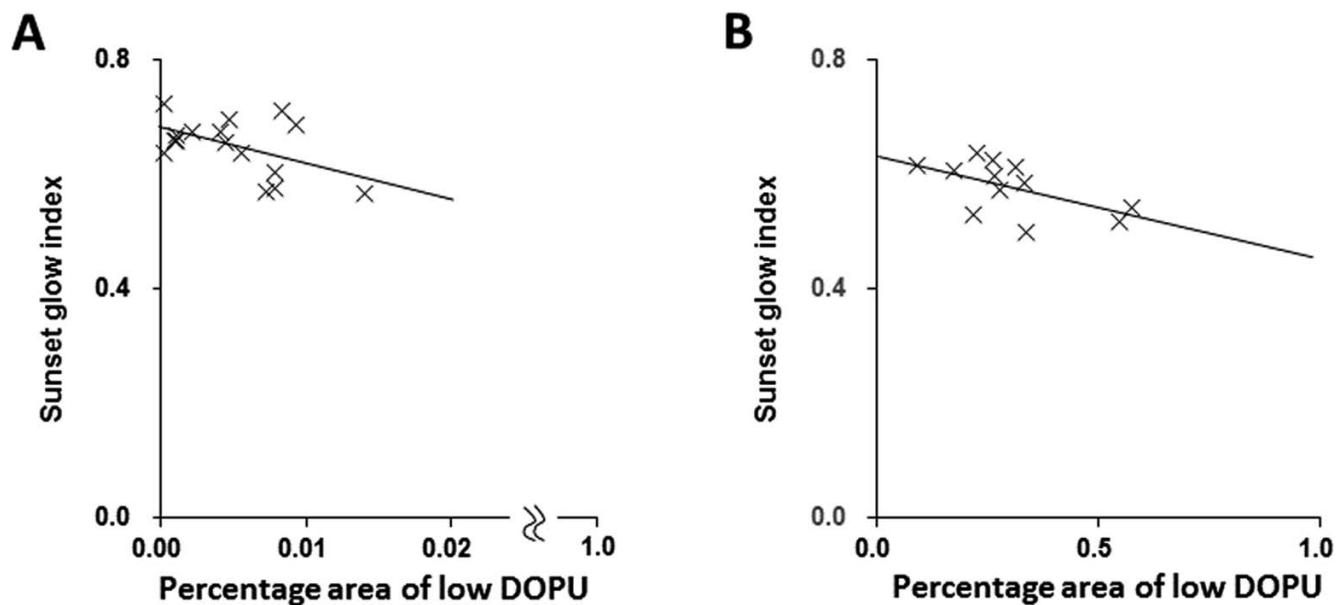 A
0.8
0.4
0.0
Sunset glow index
0.00 0.01 0.02 1.0
Percentage area of low DOPU
B
0.8
0.4
0.0
Sunset glow index
0.0 0.5 1.0
Percentage area of low DOPU